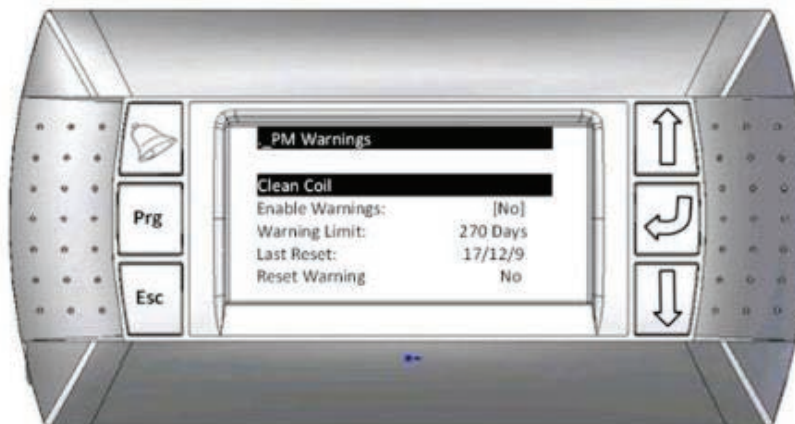 ._PM Warnings
Clean Coil
Enable Warnings: [No]
Warning Limit: 270 Days
Last Reset: 17/12/9
Reset Warning No
Prg
Esc